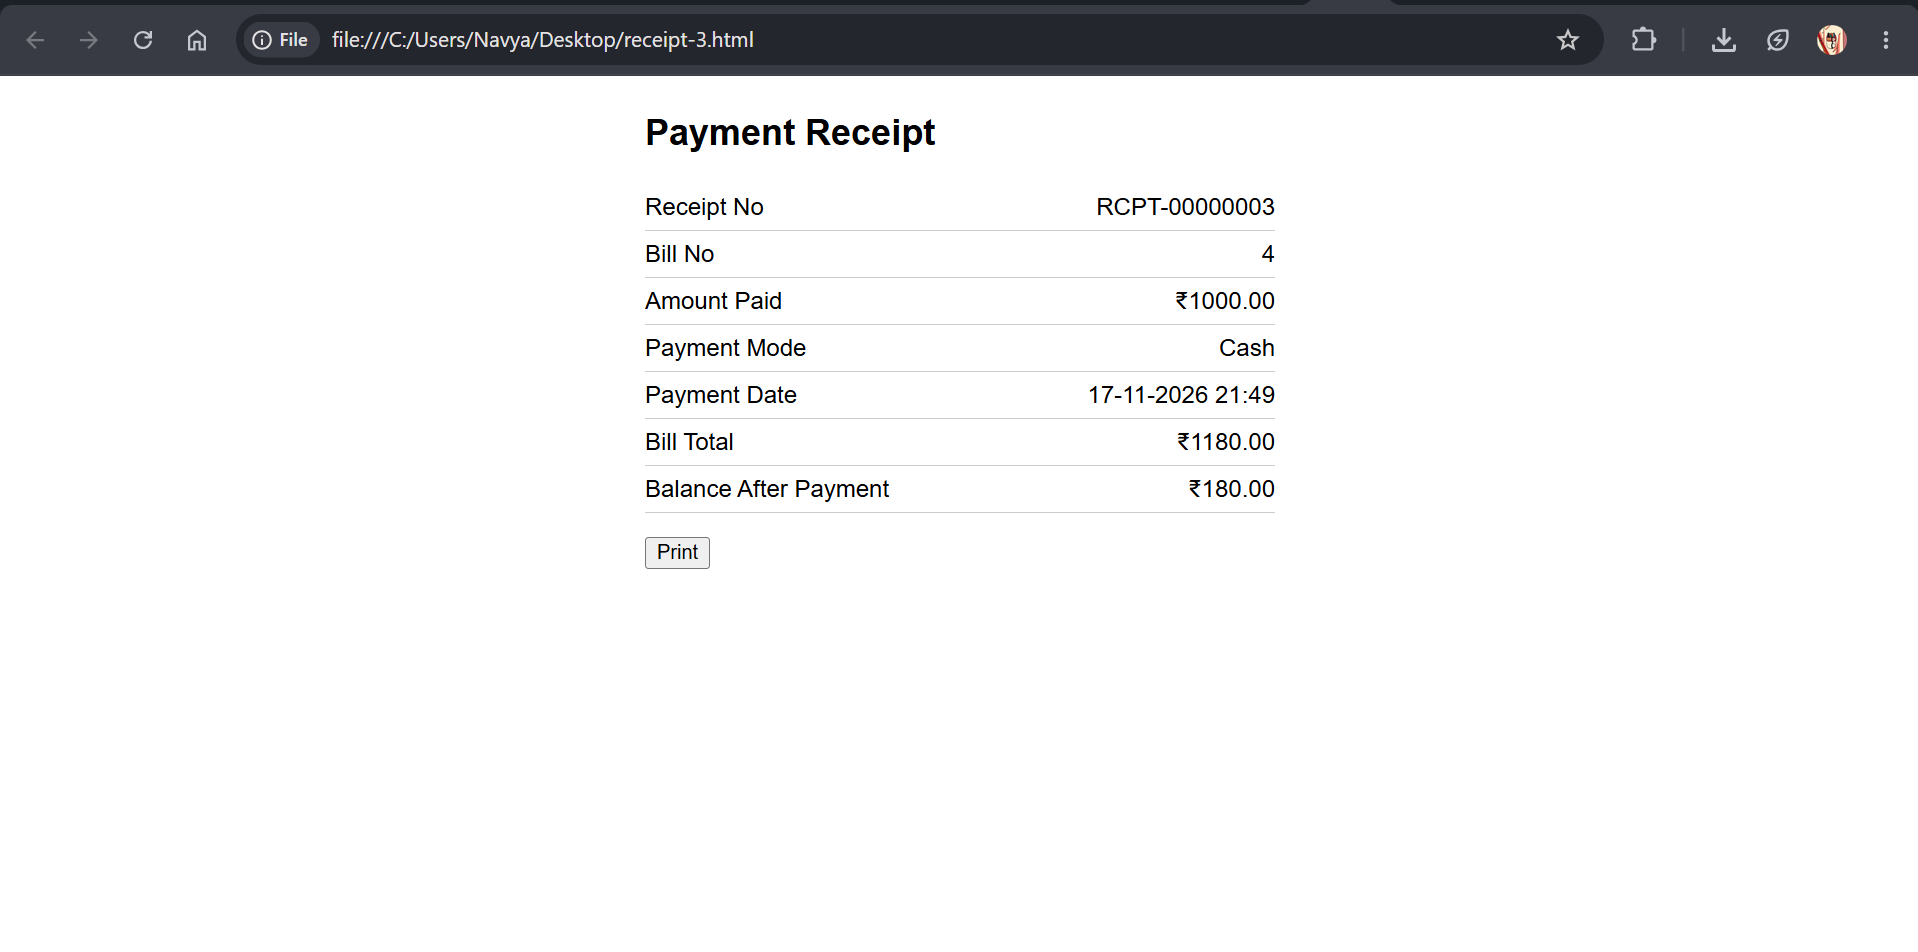 File file:///C:/Users/Navya/Desktop/receipt-3.html
Payment Receipt
Receipt No RCPT-00000003
Bill No 4
Amount Paid ₹1000.00
Payment Mode Cash
Payment Date 17-11-2026 21:49
Bill Total ₹1180.00
Balance After Payment ₹180.00
Print